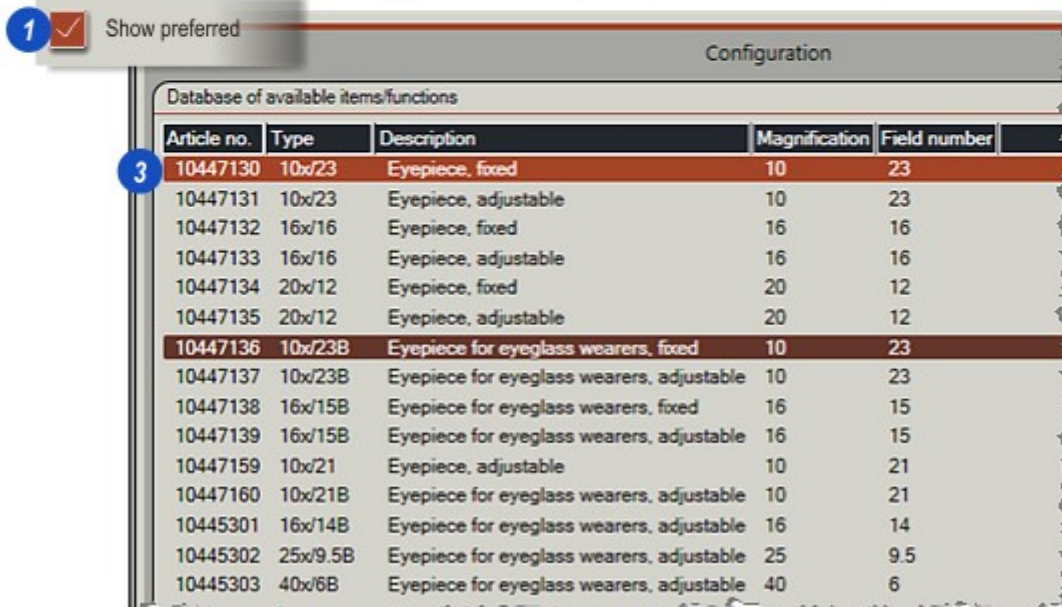 1 Show preferred
Configuration
Database of available items/functions
Article no. Type Description Magnification Field number
3 10447130 10x/23 Eyepiece, fixed 10 23
10447131 10x/23 Eyepiece, adjustable 10 23
10447132 16x/16 Eyepiece, fixed 16 16
10447133 16x/16 Eyepiece, adjustable 16 16
10447134 20x/12 Eyepiece, fixed 20 12
10447135 20x/12 Eyepiece, adjustable 20 12
10447136 10x/23B Eyepiece for eyeglass wearers, fixed 10 23
10447137 10x/23B Eyepiece for eyeglass wearers, adjustable 10 23
10447138 16x/15B Eyepiece for eyeglass wearers, fixed 16 15
10447139 16x/15B Eyepiece for eyeglass wearers, adjustable 16 15
10447159 10x/21 Eyepiece, adjustable 10 21
10447160 10x/21B Eyepiece for eyeglass wearers, adjustable 10 21
10445301 16x/14B Eyepiece for eyeglass wearers, adjustable 16 14
10445302 25x/9.5B Eyepiece for eyeglass wearers, adjustable 25 9.5
10445303 40x/6B Eyepiece for eyeglass wearers, adjustable 40 6